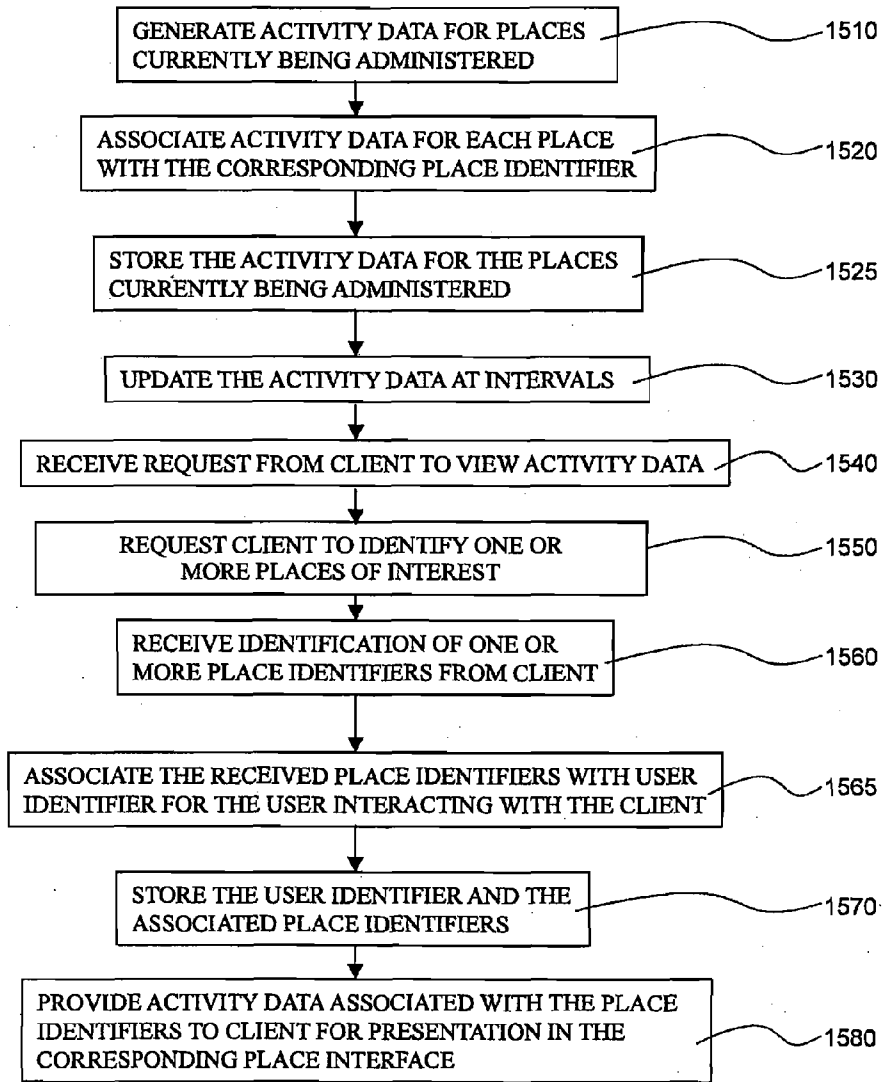 GENERATE ACTIVITY DATA FOR PLACES
CURRENTLY BEING ADMINISTERED
1510
ASSOCIATE ACTIVITY DATA FOR EACH PLACE
WITH THE CORRESPONDING PLACE IDENTIFIER
1520
STORE THE ACTIVITY DATA FOR THE PLACES
CURRENTLY BEING ADMINISTERED
1525
UPDATE THE ACTIVITY DATA AT INTERVALS
1530
RECEIVE REQUEST FROM CLIENT TO VIEW ACTIVITY DATA
1540
REQUEST CLIENT TO IDENTIFY ONE OR
MORE PLACES OF INTEREST
1550
RECEIVE IDENTIFICATION OF ONE OR
MORE PLACE IDENTIFIERS FROM CLIENT
1560
ASSOCIATE THE RECEIVED PLACE IDENTIFIERS WITH USER
IDENTIFIER FOR THE USER INTERACTING WITH THE CLIENT
1565
STORE THE USER IDENTIFIER AND THE
ASSOCIATED PLACE IDENTIFIERS
1570
PROVIDE ACTIVITY DATA ASSOCIATED WITH THE PLACE
IDENTIFIERS TO CLIENT FOR PRESENTATION IN THE
CORRESPONDING PLACE INTERFACE
1580